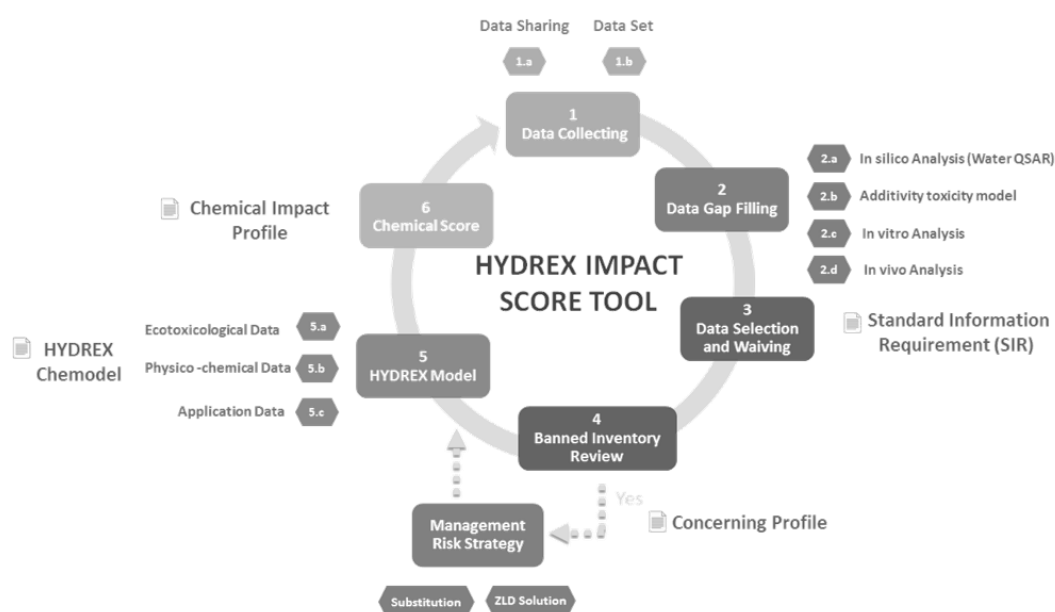 Data Sharing
Data Set
1.a
1.b
1
Data Collecting
2.a
In silico Analysis (Water QSAR)
2
Data Gap Filling
2.b
Additivity toxicity model
2.c
In vitro Analysis
2.d
In vivo Analysis
6
Chemical Score
Chemical Impact
Profile
HYDREX IMPACT
SCORE TOOL
3
Data Selection
and Waiving
Standard Information
Requirement (SIR)
HYDREX
Chemodel
Ecotoxicological Data
5.a
Physico -chemical Data
5.b
Application Data
5.c
5
HYDREX Model
4
Banned Inventory
Review
Yes
Concerning Profile
Management
Risk Strategy
Substitution
ZLD Solution